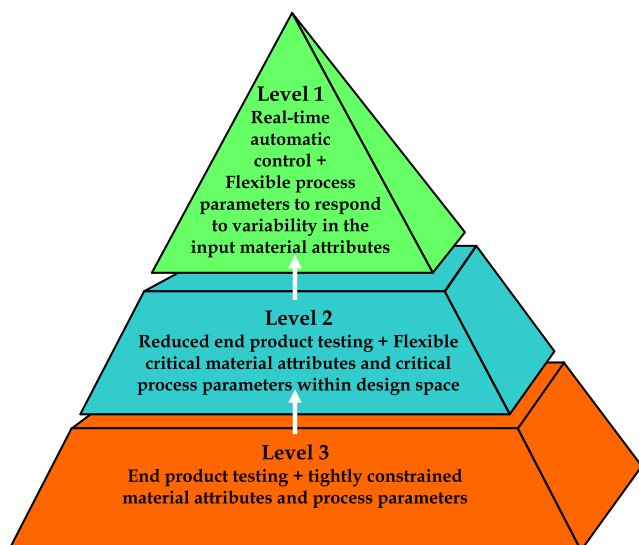 Level 1
Real-time
automatic
control +
Flexible process
parameters to respond
to variability in the
input material attributes
Level 2
Reduced end product testing + Flexible
critical material attributes and critical
process parameters within design space
Level 3
End product testing + tightly constrained
material attributes and process parameters